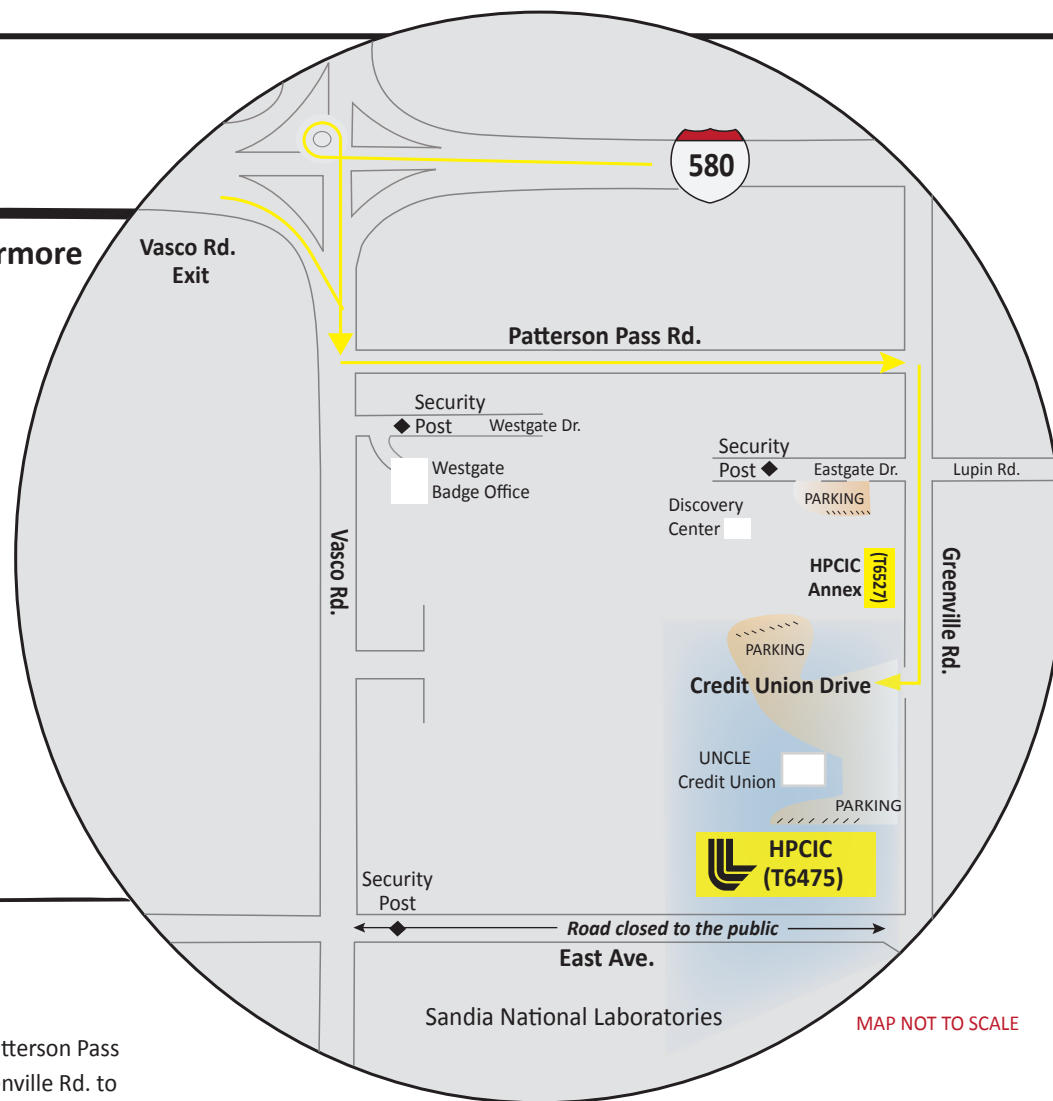 580
rmore
Vasco Rd.
Exit
Patterson Pass Rd.
Security
Post
Westgate Dr.
Westgate
Badge Office
Security
Post
Eastgate Dr.
Lupin Rd.
PARKING
Discovery
Center
HPCIC
Annex
(T6527)
Vasco Rd.
Greenville Rd.
PARKING
Credit Union Drive
UNCLE
Credit Union
PARKING
HPCIC
(T6475)
Security
Post
Road closed to the public
East Ave.
Sandia National Laboratories
MAP NOT TO SCALE
tterson Pass
nville Rd. to